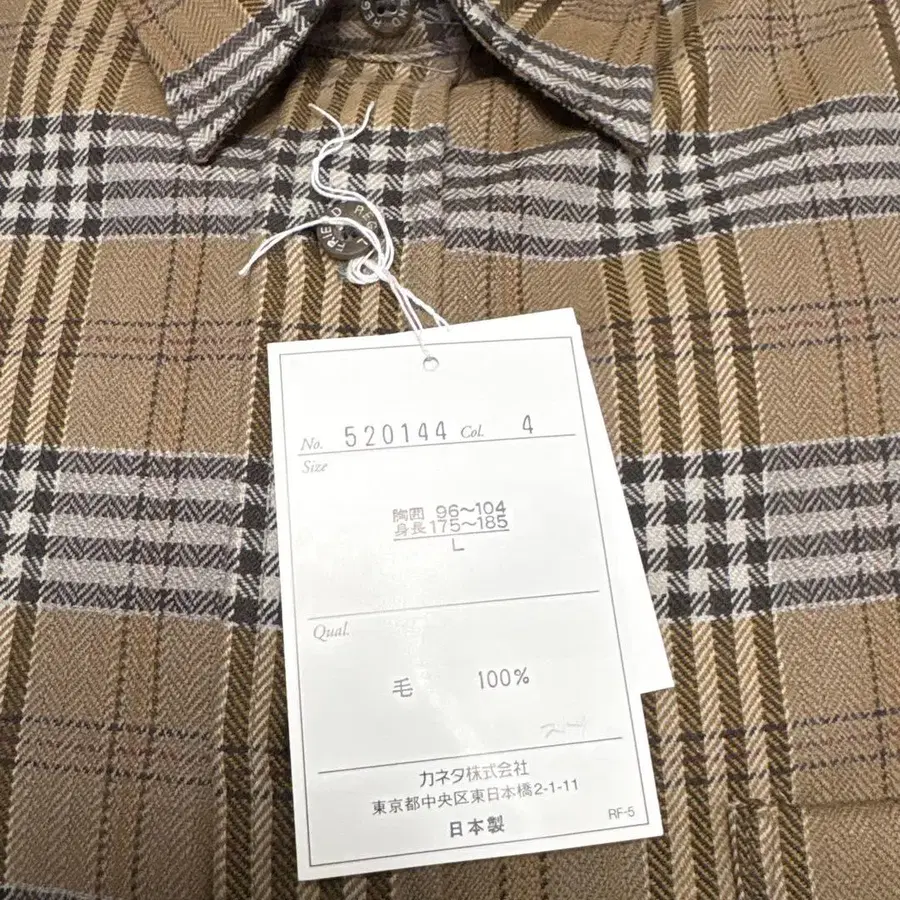 No. 520144 Col. 4
Size
胸囲 96～104
身長 175～185
L
Qual.
毛 100%
カネタ株式会社
東京都中央区東日本橋2-1-11
日本製
RF-5